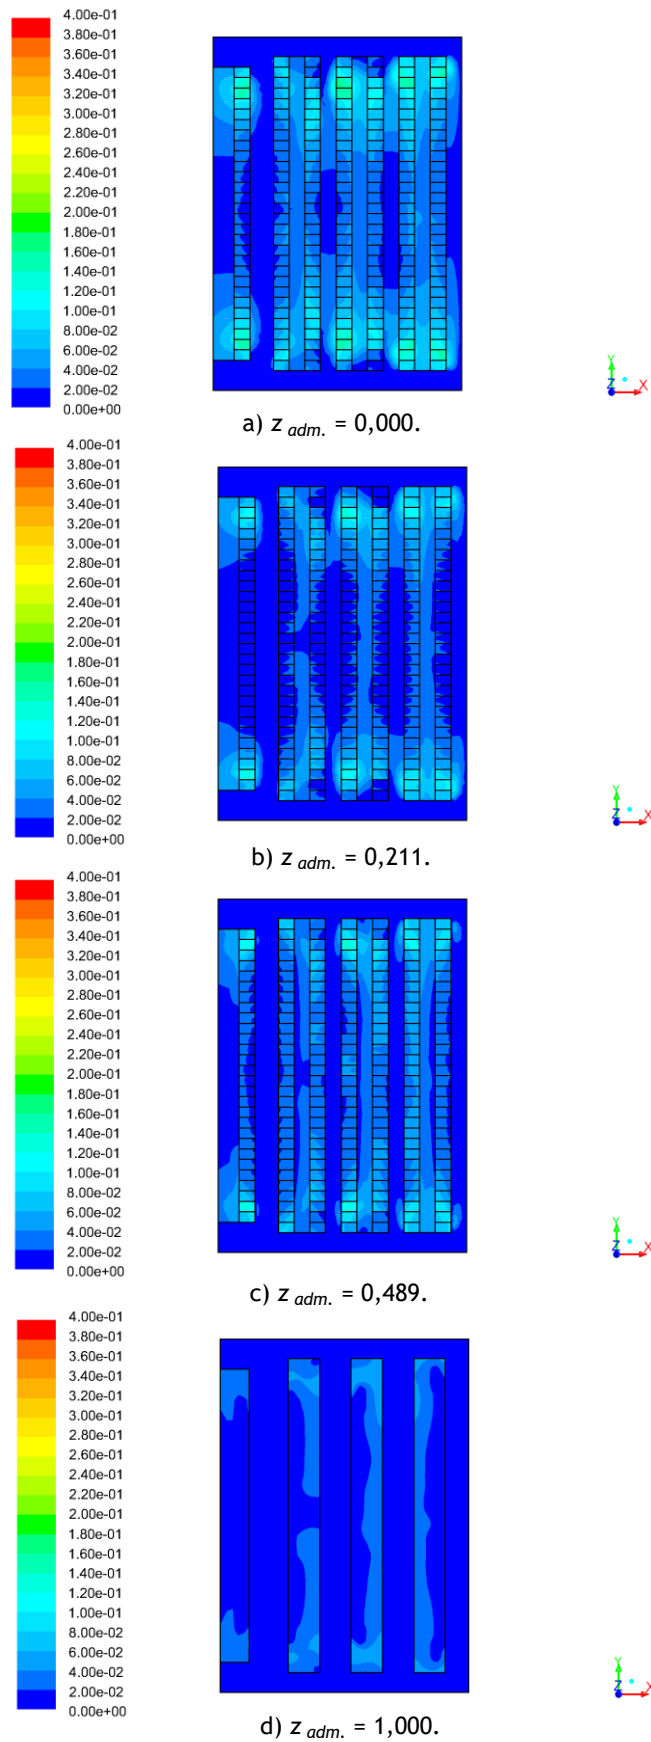 4.00e-01
3.80e-01
3.60e-01
3.40e-01
3.20e-01
3.00e-01
2.80e-01
2.60e-01
2.40e-01
2.20e-01
2.00e-01
1.80e-01
1.60e-01
1.40e-01
1.20e-01
1.00e-01
8.00e-02
6.00e-02
4.00e-02
2.00e-02
0.00e+00
Y
Z X
a) z adm. = 0,000.
4.00e-01
3.80e-01
3.60e-01
3.40e-01
3.20e-01
3.00e-01
2.80e-01
2.60e-01
2.40e-01
2.20e-01
2.00e-01
1.80e-01
1.60e-01
1.40e-01
1.20e-01
1.00e-01
8.00e-02
6.00e-02
4.00e-02
2.00e-02
0.00e+00
Y
Z X
b) z adm. = 0,211.
4.00e-01
3.80e-01
3.60e-01
3.40e-01
3.20e-01
3.00e-01
2.80e-01
2.60e-01
2.40e-01
2.20e-01
2.00e-01
1.80e-01
1.60e-01
1.40e-01
1.20e-01
1.00e-01
8.00e-02
6.00e-02
4.00e-02
2.00e-02
0.00e+00
Y
Z X
c) z adm. = 0,489.
4.00e-01
3.80e-01
3.60e-01
3.40e-01
3.20e-01
3.00e-01
2.80e-01
2.60e-01
2.40e-01
2.20e-01
2.00e-01
1.80e-01
1.60e-01
1.40e-01
1.20e-01
1.00e-01
8.00e-02
6.00e-02
4.00e-02
2.00e-02
0.00e+00
Y
Z X
d) z adm. = 1,000.